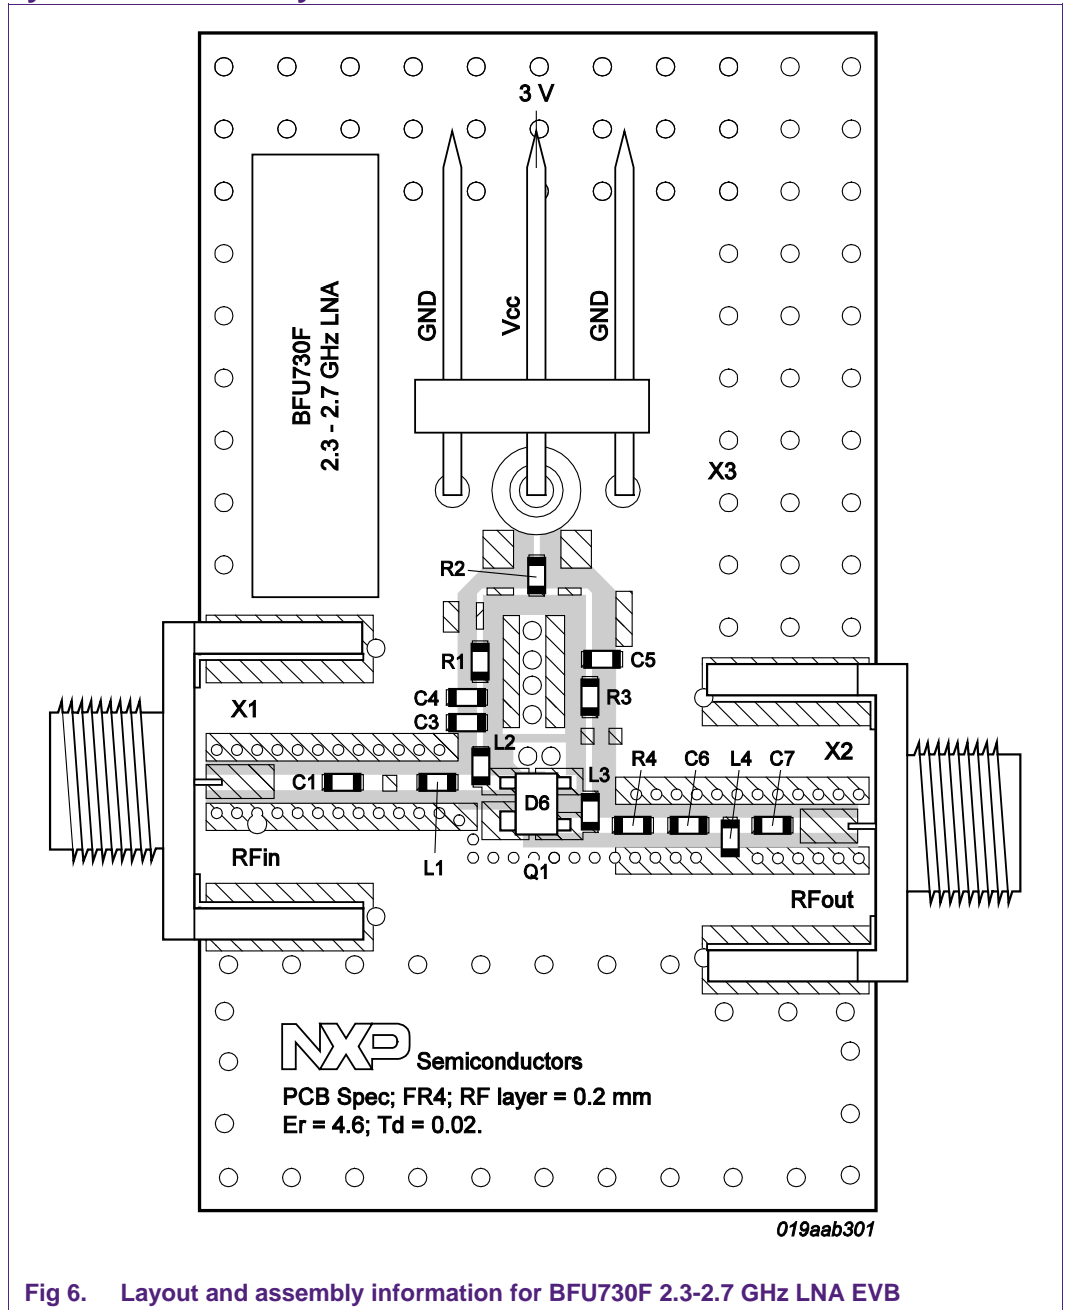 3 V
GND
Vcc
GND
BFU730F
2.3 - 2.7 GHz LNA
X3
R2
R1
C5
C4
R3
C3
X1
L2
X2
C1
L3
R4
C6
L4
C7
D6
RFin
L1
Q1
RFout
NXP Semiconductors
PCB Spec; FR4; RF layer = 0.2 mm
Er = 4.6; Td = 0.02.
019aab301
Fig 6. Layout and assembly information for BFU730F 2.3-2.7 GHz LNA EVB